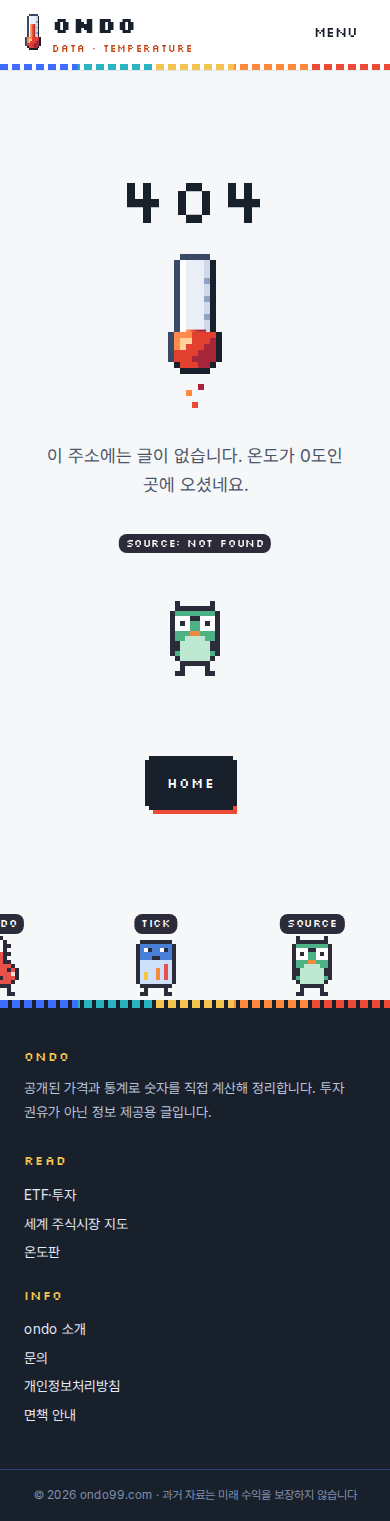 ONDO
DATA · TEMPERATURE
MENU
404
이 주소에는 글이 없습니다. 온도가 0도인
곳에 오셨네요.
SOURCE: NOT FOUND
HOME
DO
TICK
SOURCE
ONDO
공개된 가격과 통계로 숫자를 직접 계산해 정리합니다. 투자
권유가 아닌 정보 제공용 글입니다.
READ
ETF·투자
세계 주식시장 지도
온도판
INFO
ondo 소개
문의
개인정보처리방침
면책 안내
© 2026 ondo99.com · 과거 자료는 미래 수익을 보장하지 않습니다